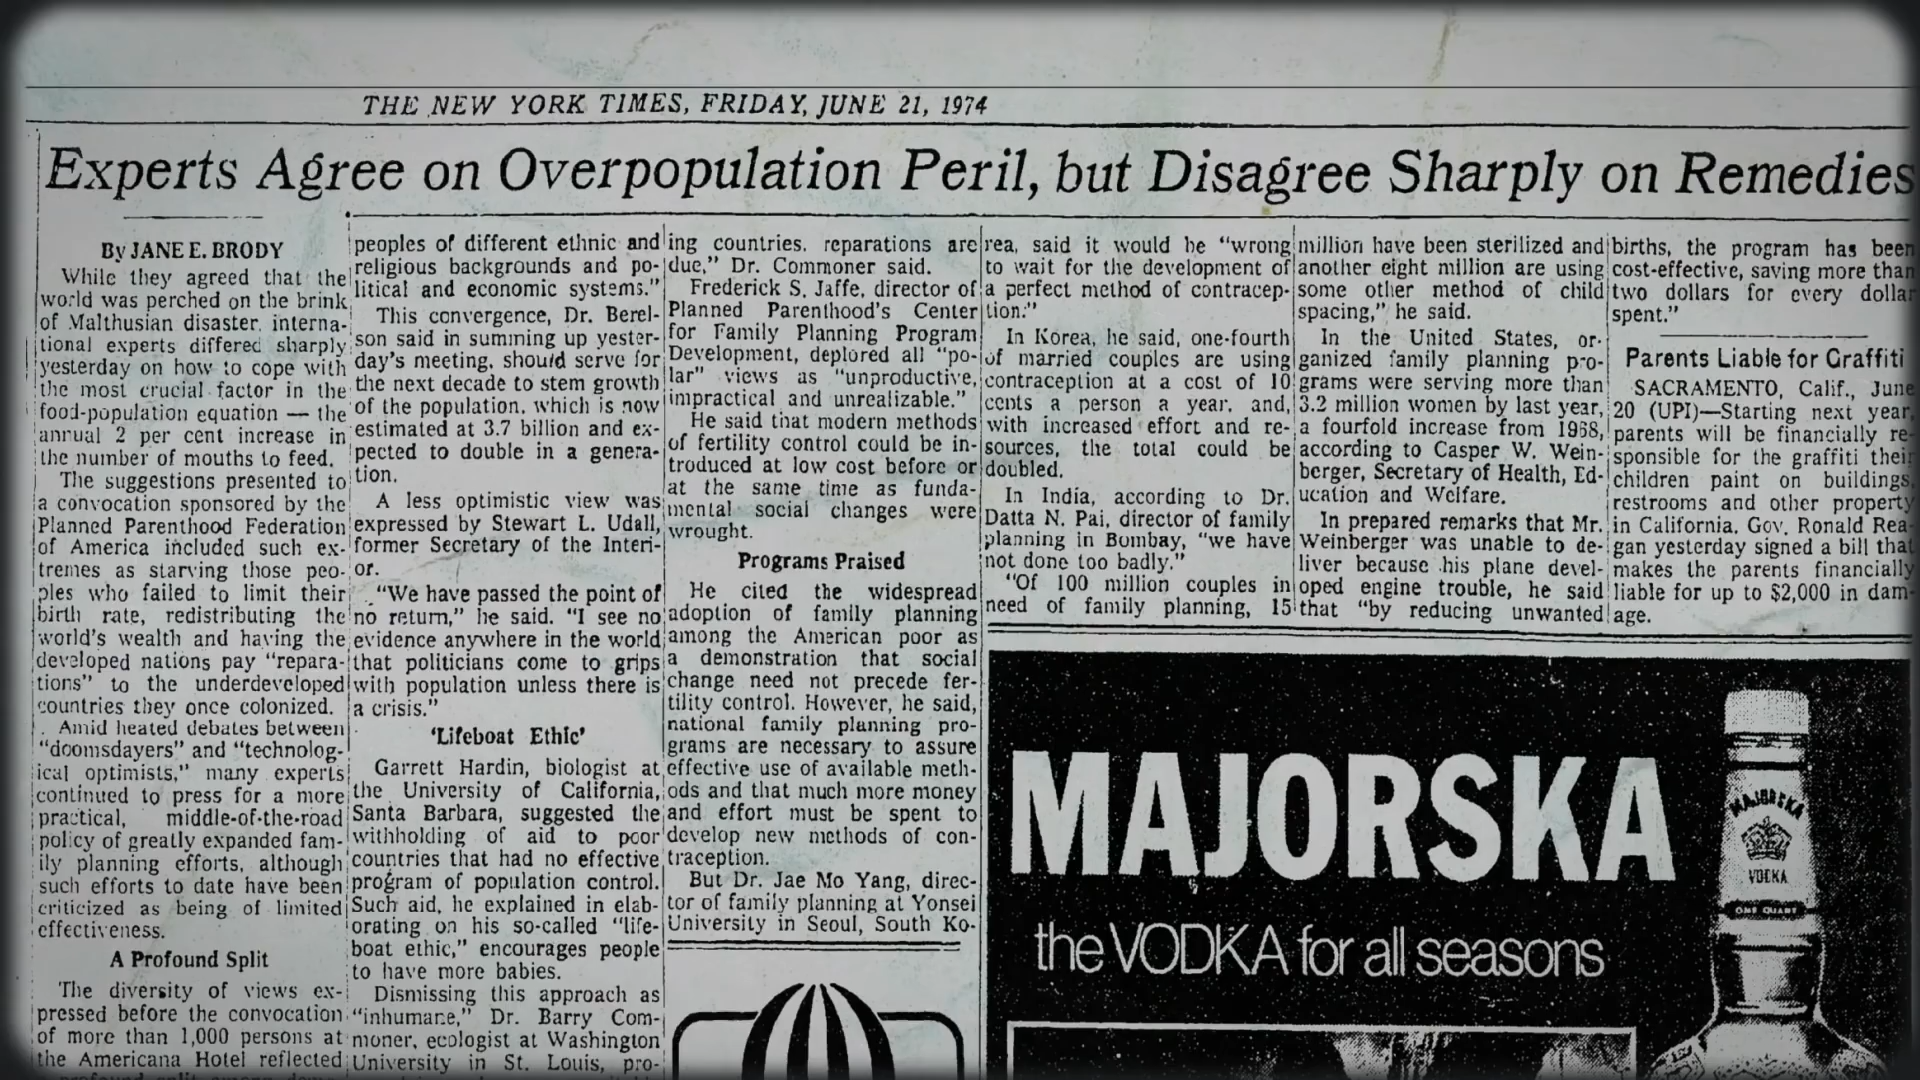 THE NEW YORK TIMES, FRIDAY, JUNE 21, 1974
Experts Agree on Overpopulation Peril, but Disagree Sharply on Remedies
By JANE E. BRODY
While they agreed that the
world was perched on the brink
of Malthusian disaster, interna-
tional experts differed sharply
yesterday on how to cope with
the most crucial factor in the
food-population equation — the
annual 2 per cent increase in
the number of mouths to feed.
The suggestions presented to
a convocation sponsored by the
Planned Parenthood Federation
of America included such ex-
tremes as starving those peo-
ples who failed to limit their
birth rate, redistributing the
world's wealth and having the
developed nations pay "repara-
tions" to the underdeveloped
countries they once colonized.
Amid heated debates between
"doomsdayers" and "technolog-
ical optimists," many experts
continued to press for a more
practical, middle-of-the-road
policy of greatly expanded fam-
ily planning efforts, although
such efforts to date have been
criticized as being of limited
effectiveness.
A Profound Split
The diversity of views ex-
pressed before the convocation
of more than 1,000 persons at
the Americana Hotel reflected
peoples of different ethnic and
religious backgrounds and po-
litical and economic systems."
This convergence, Dr. Berel-
son said in summing up yester-
day's meeting, should serve for
the next decade to stem growth
of the population, which is now
estimated at 3.7 billion and ex-
pected to double in a genera-
tion.
A less optimistic view was
expressed by Stewart L. Udall,
former Secretary of the Interi-
or.
"We have passed the point of
no return," he said. "I see no
evidence anywhere in the world
that politicians come to grips
with population unless there is
a crisis."
'Lifeboat Ethic'
Garrett Hardin, biologist at
the University of California,
Santa Barbara, suggested the
withholding of aid to poor
countries that had no effective
program of population control.
Such aid, he explained in elab-
orating on his so-called "life-
boat ethic," encourages people
to have more babies.
Dismissing this approach as
"inhumane," Dr. Barry Com-
moner, ecologist at Washington
University in St. Louis, pro-
ing countries, reparations are
due," Dr. Commoner said.
Frederick S. Jaffe, director of
Planned Parenthood's Center
for Family Planning Program
Development, deplored all "po-
lar" views as "unproductive,
impractical and unrealizable."
He said that modern methods
of fertility control could be in-
troduced at low cost before or
at the same time as funda-
mental social changes were
wrought.
Programs Praised
He cited the widespread
adoption of family planning
among the American poor as
a demonstration that social
change need not precede fer-
tility control. However, he said,
national family planning pro-
grams are necessary to assure
effective use of available meth-
ods and that much more money
and effort must be spent to
develop new methods of con-
traception.
But Dr. Jae Mo Yang, direc-
tor of family planning at Yonsei
University in Seoul, South Ko-
rea, said it would be "wrong
to wait for the development of
a perfect method of contracep-
tion."
In Korea, he said, one-fourth
of married couples are using
contraception at a cost of 10
cents a person a year, and,
with increased effort and re-
sources, the total could be
doubled.
In India, according to Dr.
Datta N. Pai, director of family
planning in Bombay, "we have
not done too badly."
"Of 100 million couples in
need of family planning, 15
million have been sterilized and
another eight million are using
some other method of child
spacing," he said.
In the United States, or-
ganized family planning pro-
grams were serving more than
3.2 million women by last year,
a fourfold increase from 1968,
according to Casper W. Wein-
berger, Secretary of Health, Ed-
ucation and Welfare.
In prepared remarks that Mr.
Weinberger was unable to de-
liver because his plane devel-
oped engine trouble, he said
that "by reducing unwanted
births, the program has been
cost-effective, saving more than
two dollars for every dollar
spent."
Parents Liable for Graffiti
SACRAMENTO, Calif., June
20 (UPI)—Starting next year,
parents will be financially re-
sponsible for the graffiti their
children paint on buildings,
restrooms and other property
in California. Gov. Ronald Rea-
gan yesterday signed a bill that
makes the parents financially
liable for up to $2,000 in dam-
age.
MAJORSKA
the VODKA for all seasons
MAJORSKA
VODKA
ONE QUART